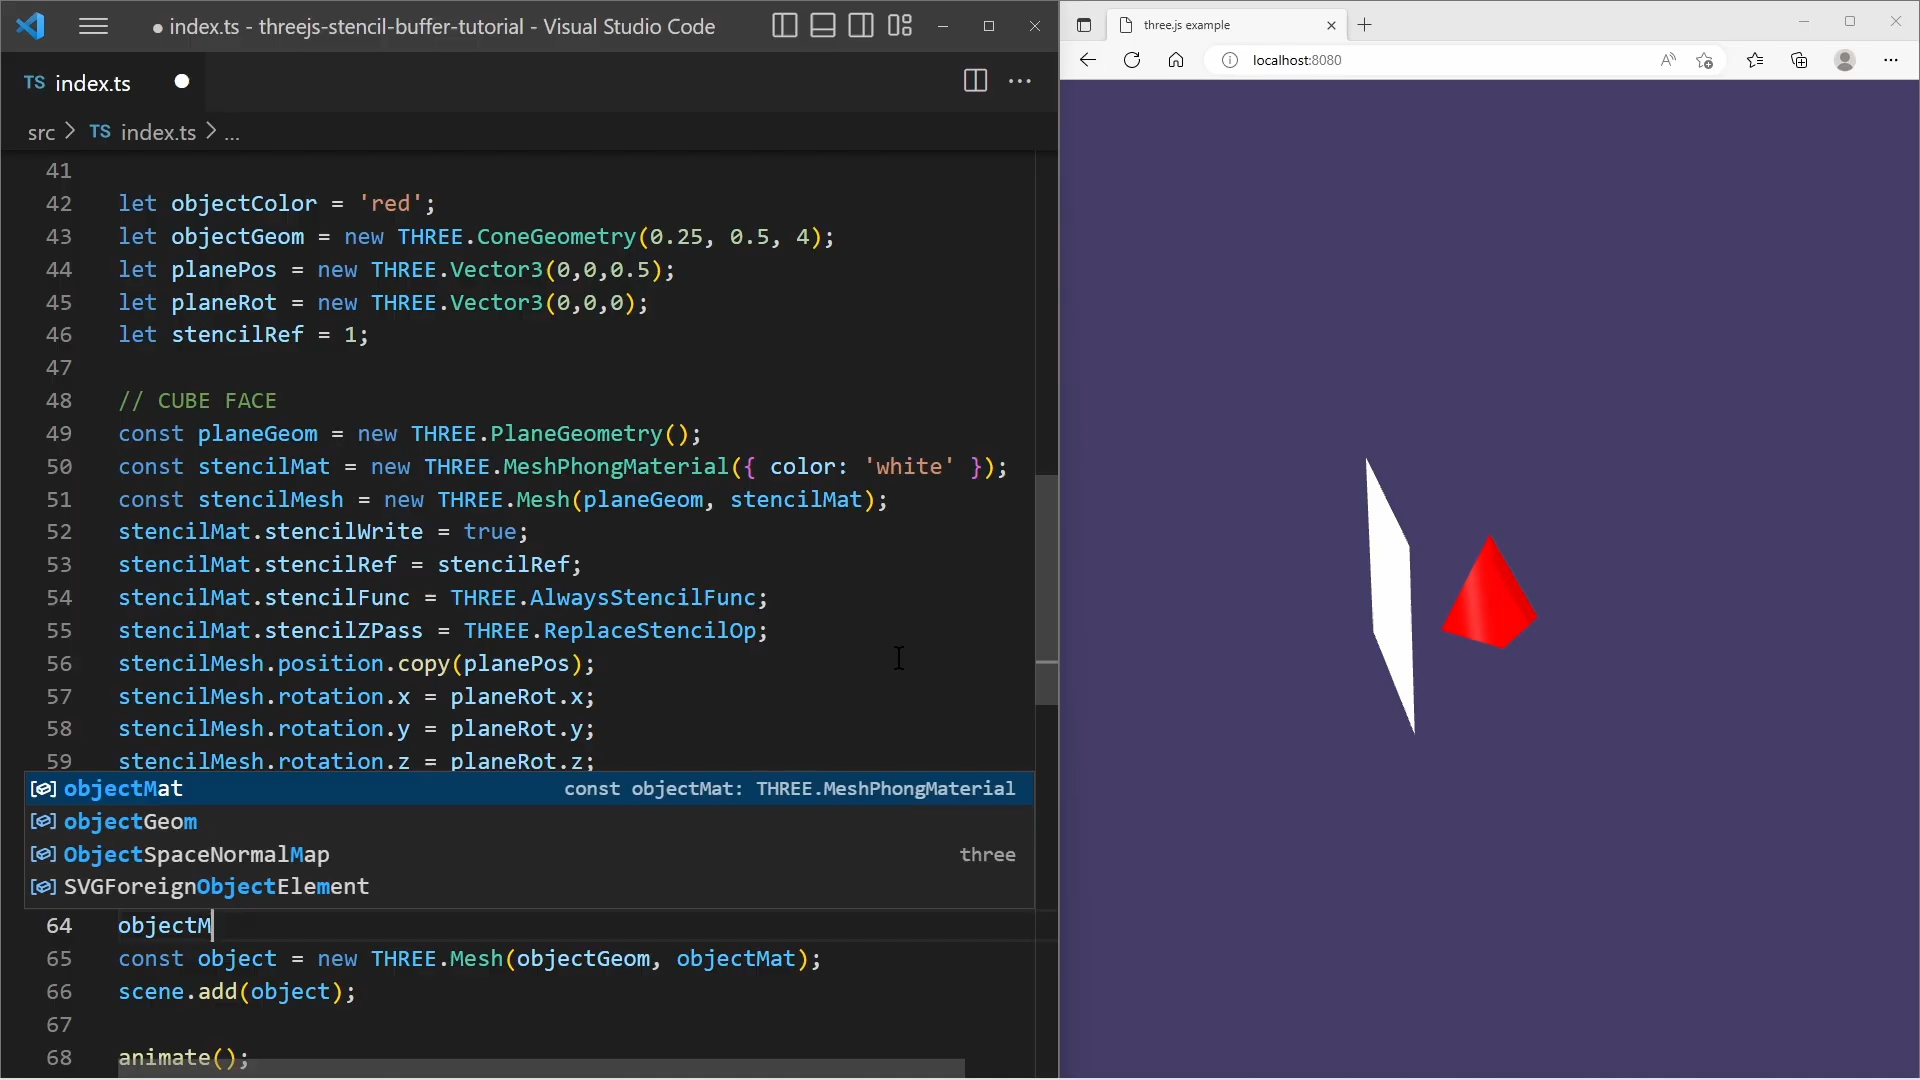 ● index.ts - threejs-stencil-buffer-tutorial - Visual Studio Code
TS index.ts ●
src > TS index.ts > ...
41
42 let objectColor = 'red';
43 let objectGeom = new THREE.ConeGeometry(0.25, 0.5, 4);
44 let planePos = new THREE.Vector3(0,0,0.5);
45 let planeRot = new THREE.Vector3(0,0,0);
46 let stencilRef = 1;
47
48 // CUBE FACE
49 const planeGeom = new THREE.PlaneGeometry();
50 const stencilMat = new THREE.MeshPhongMaterial({ color: 'white' });
51 const stencilMesh = new THREE.Mesh(planeGeom, stencilMat);
52 stencilMat.stencilWrite = true;
53 stencilMat.stencilRef = stencilRef;
54 stencilMat.stencilFunc = THREE.AlwaysStencilFunc;
55 stencilMat.stencilZPass = THREE.ReplaceStencilOp;
56 stencilMesh.position.copy(planePos);
57 stencilMesh.rotation.x = planeRot.x;
58 stencilMesh.rotation.y = planeRot.y;
59 stencilMesh.rotation.z = planeRot.z;
objectMat const objectMat: THREE.MeshPhongMaterial
objectGeom
ObjectSpaceNormalMap three
SVGForeignObjectElement
64 objectM
65 const object = new THREE.Mesh(objectGeom, objectMat);
66 scene.add(object);
67
68 animate();
three.js example
localhost:8080